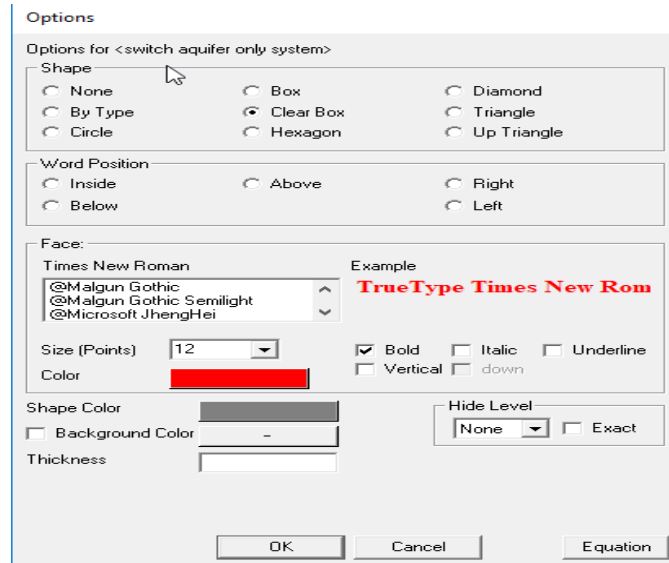 Options
Options for <switch aquifer only system>
Shape
None Box Diamond
By Type Clear Box Triangle
Circle Hexagon Up Triangle
Word Position
Inside Above Right
Below Left
Face:
Times New Roman Example
@Malgun Gothic TrueType Times New Rom
@Malgun Gothic Semilight
@Microsoft JhengHei
Size (Points) 12 Bold Italic Underline
Vertical down
Color
Shape Color Hide Level
Background Color - None Exact
Thickness
OK Cancel Equation